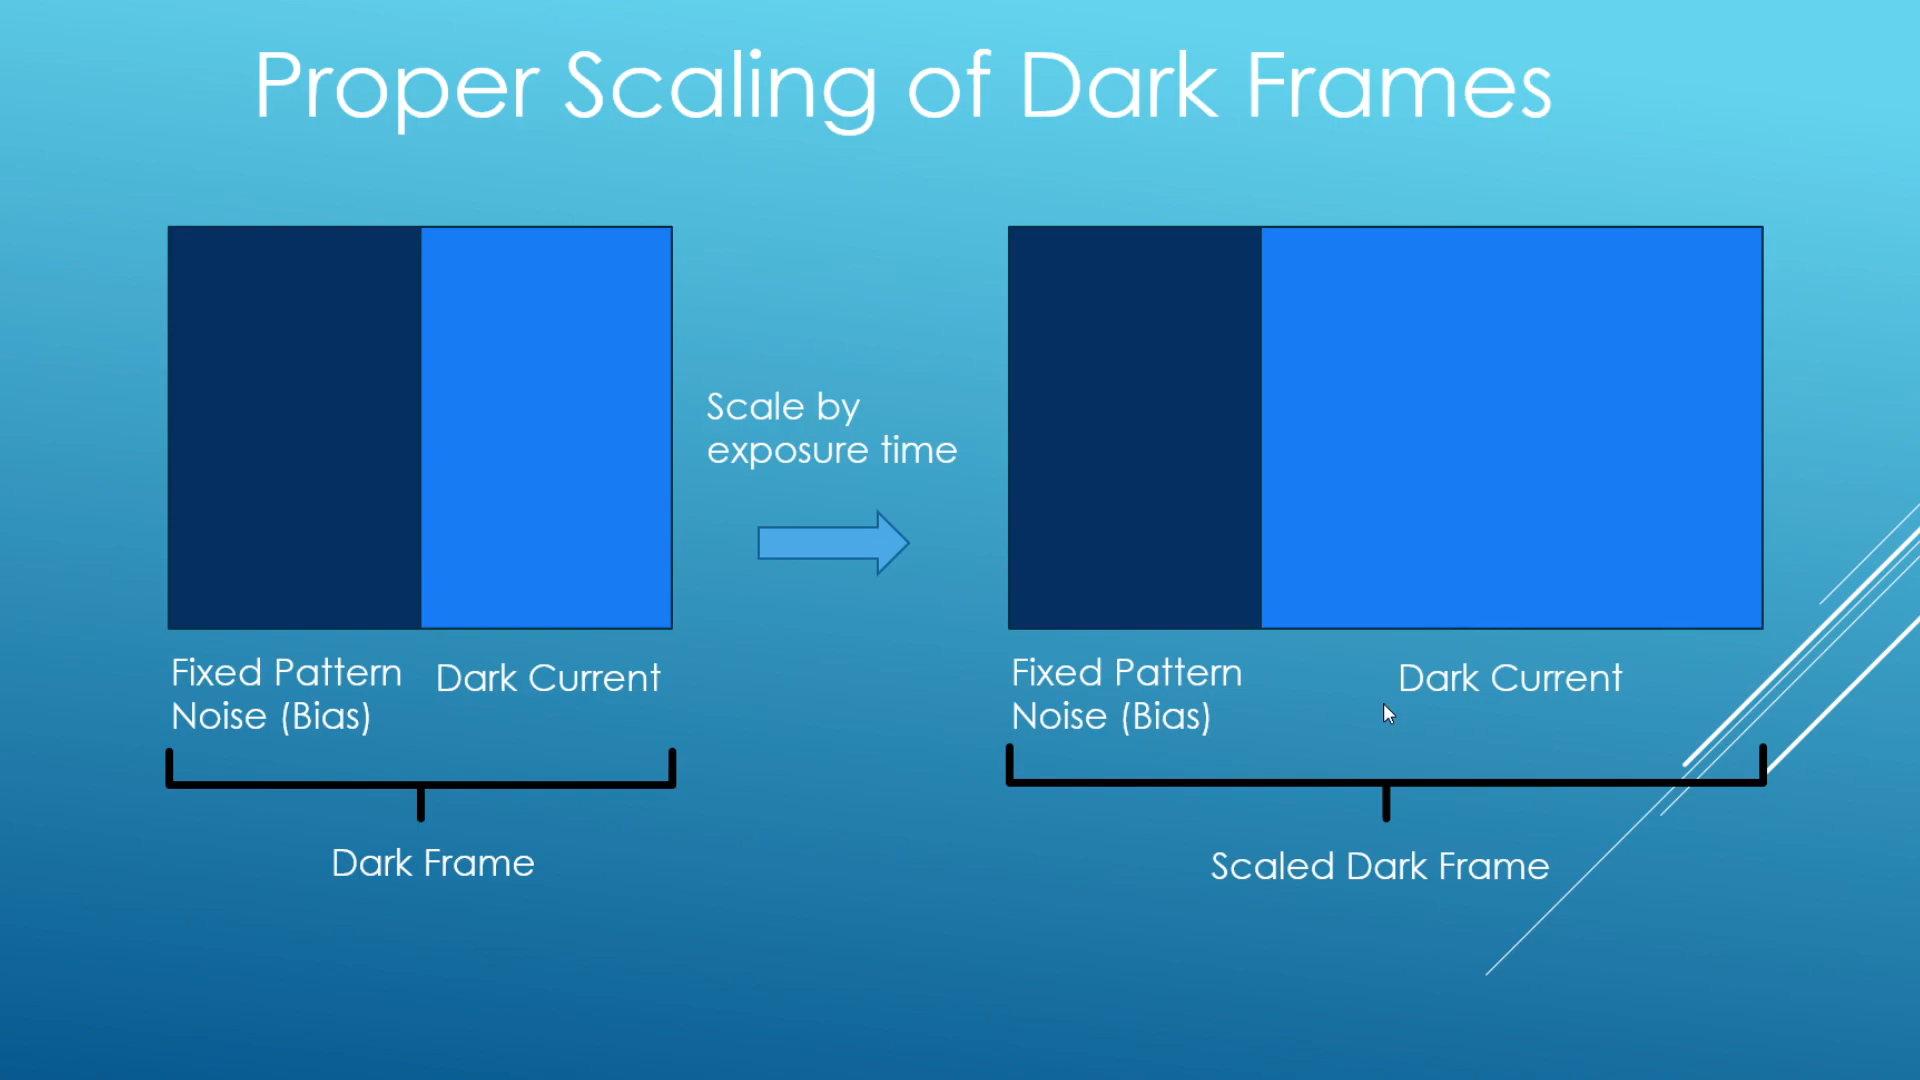 Proper Scaling of Dark Frames
Scale by
exposure time
Fixed Pattern
Noise (Bias)
Dark Current
Fixed Pattern
Noise (Bias)
Dark Current
Dark Frame
Scaled Dark Frame